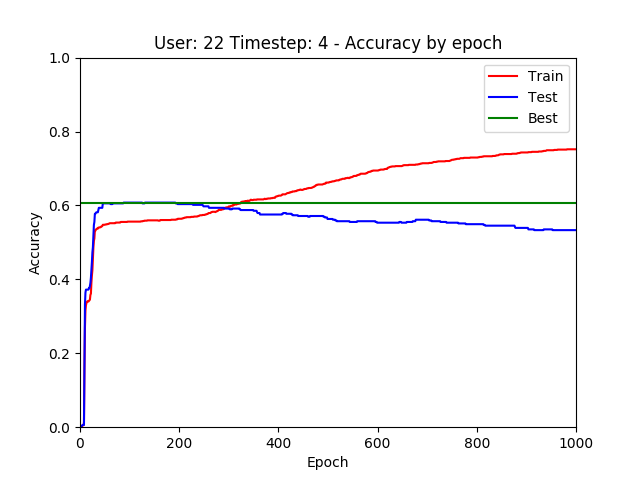 User: 22 Timestep: 4 - Accuracy by epoch
1.0
0.8
0.6
0.4
0.2
0.0
Accuracy
Train
Test
Best
0 200 400 600 800 1000
Epoch